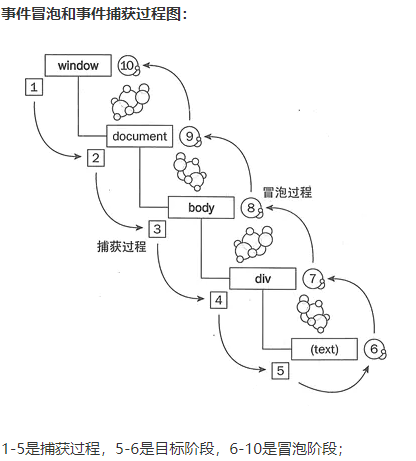 事件冒泡和事件捕获过程图：
window
10
1
document
9
2
冒泡过程
body
8
3
捕获过程
div
7
4
(text)
6
5
1-5是捕获过程，5-6是目标阶段，6-10是冒泡阶段；